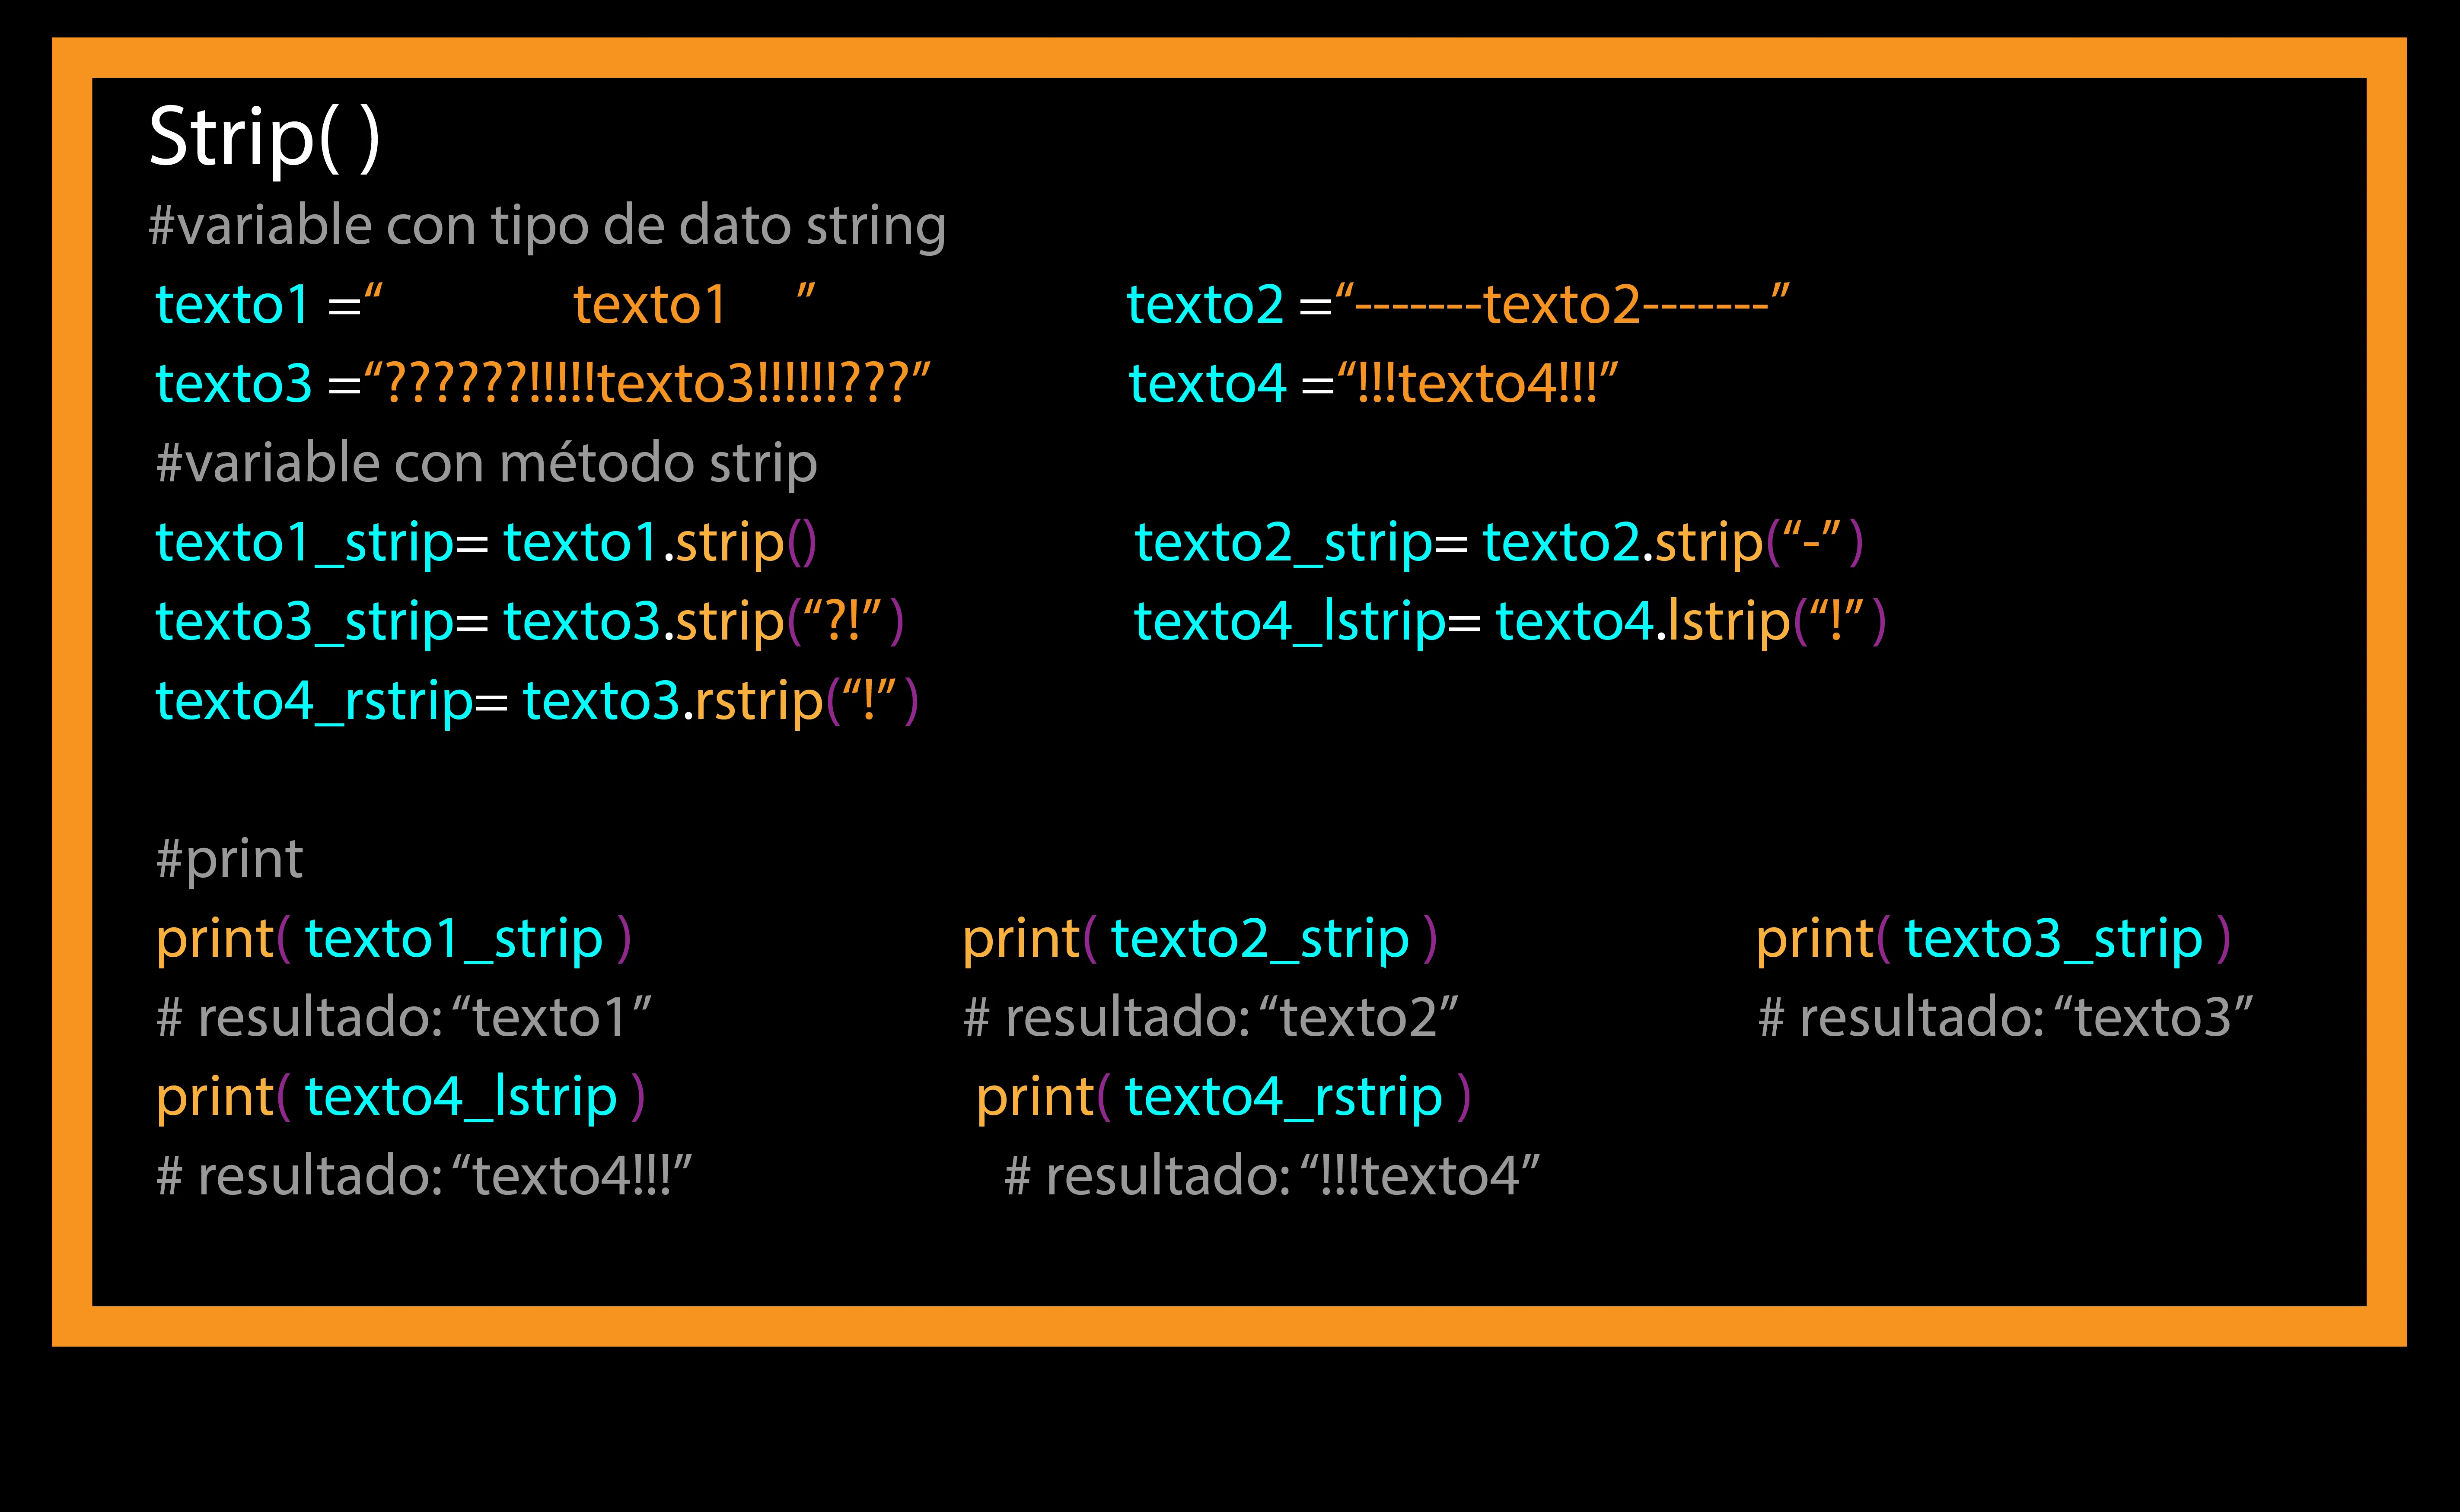 Strip( )
#variable con tipo de dato string
texto1 =“          texto1    ” texto2 =“-------texto2-------”
texto3 =“??????!!!!!texto3!!!!!!???” texto4 =“!!!texto4!!!”
#variable con método strip
texto1_strip= texto1.strip() texto2_strip= texto2.strip(“-” )
texto3_strip= texto3.strip(“?!” ) texto4_lstrip= texto4.lstrip(“!” )
texto4_rstrip= texto3.rstrip(“!” )
#print
print( texto1_strip ) print( texto2_strip ) print( texto3_strip )
# resultado: “texto1” # resultado: “texto2” # resultado: “texto3”
print( texto4_lstrip ) print( texto4_rstrip )
# resultado: “texto4!!!” # resultado: “!!!texto4”